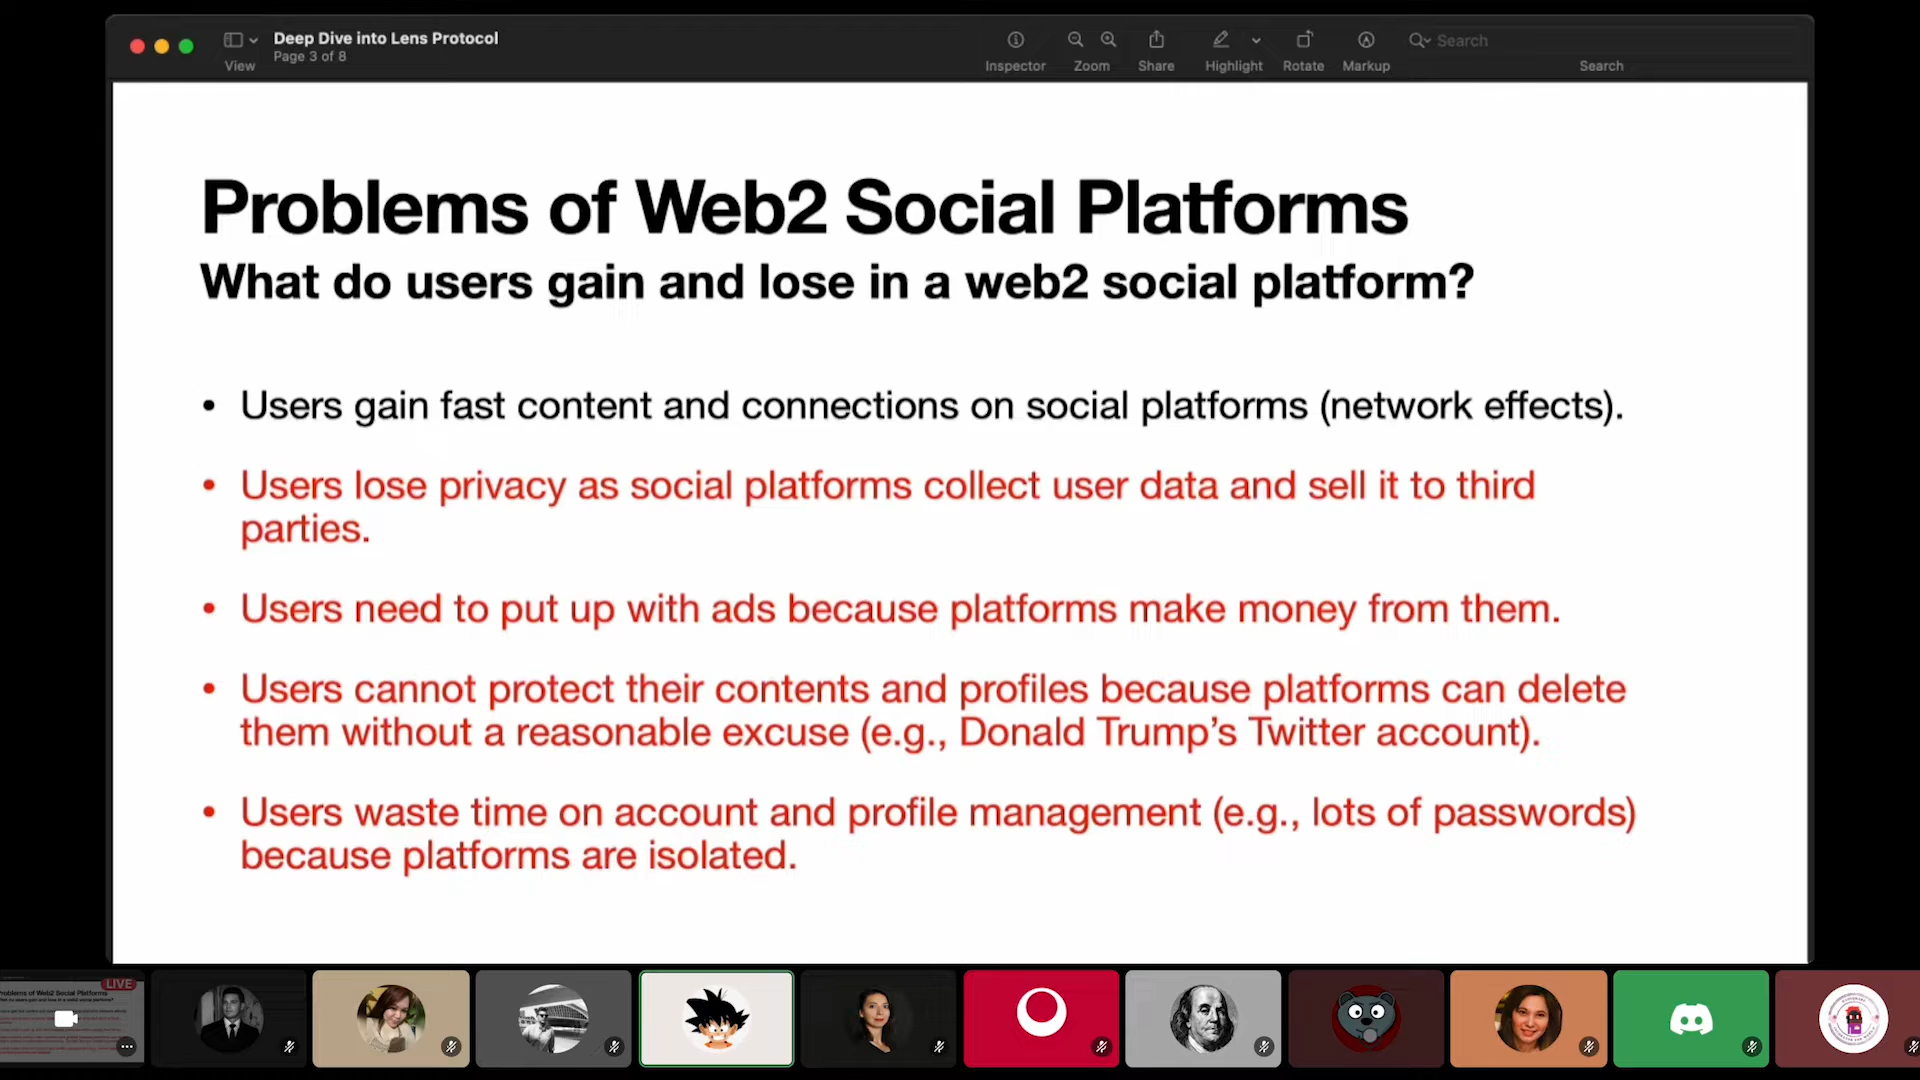 Deep Dive into Lens Protocol
Page 3 of 8
View
Inspector
Zoom
Share
Highlight
Rotate
Markup
Search
Search
Problems of Web2 Social Platforms
What do users gain and lose in a web2 social platform?
• Users gain fast content and connections on social platforms (network effects).
• Users lose privacy as social platforms collect user data and sell it to third
parties.
• Users need to put up with ads because platforms make money from them.
• Users cannot protect their contents and profiles because platforms can delete
them without a reasonable excuse (e.g., Donald Trump’s Twitter account).
• Users waste time on account and profile management (e.g., lots of passwords)
because platforms are isolated.
LIVE